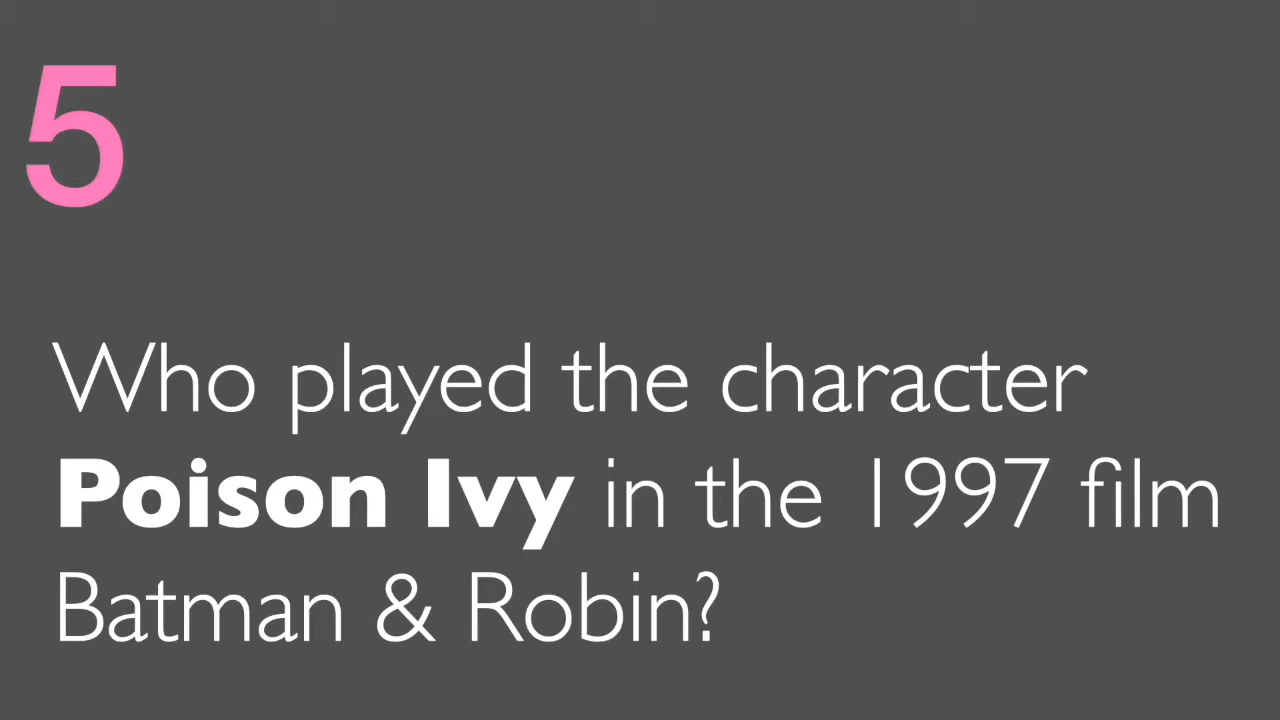 5
Who played the character
Poison Ivy in the 1997 film
Batman & Robin?